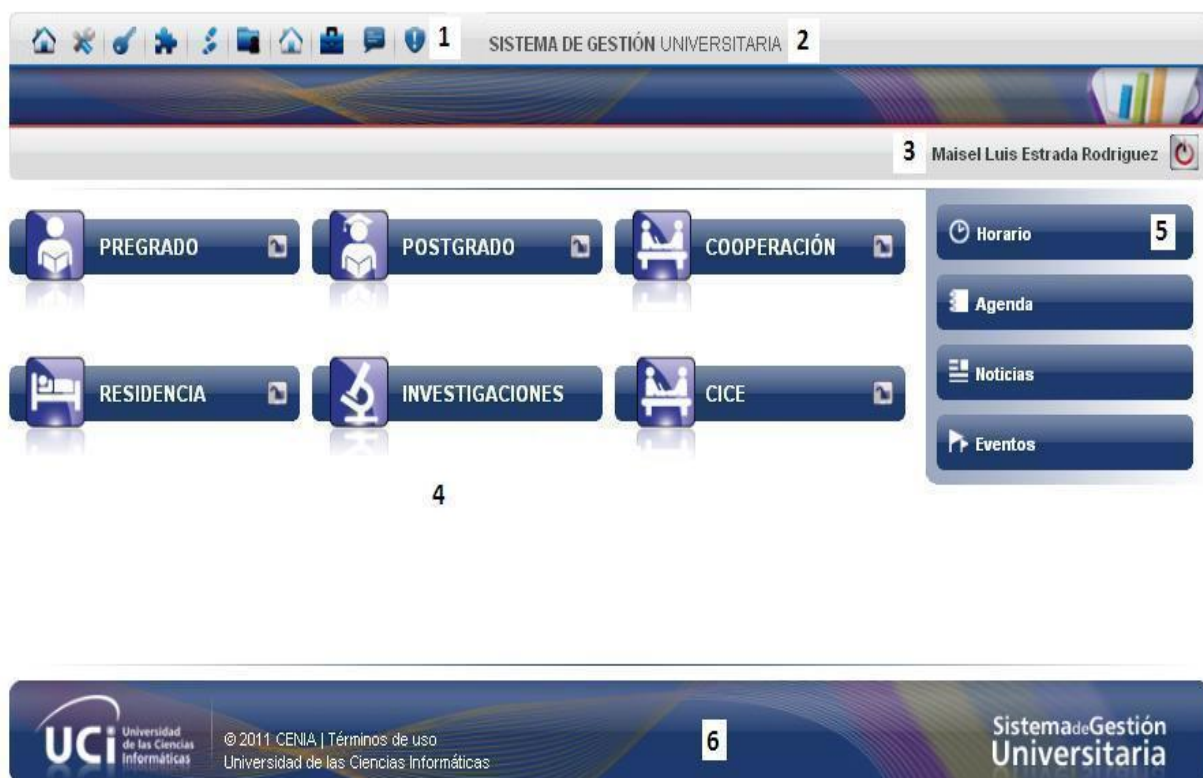 1
SISTEMA DE GESTIÓN UNIVERSITARIA 2
3 Maisel Luis Estrada Rodriguez
PREGRADO
POSTGRADO
COOPERACIÓN
RESIDENCIA
INVESTIGACIONES
CICE
4
Horario 5
Agenda
Noticias
Eventos
UCi Universidad
de las Ciencias
Informáticas
© 2011 CENIA | Términos de uso
Universidad de las Ciencias Informáticas
6
SistemadeGestión
Universitaria